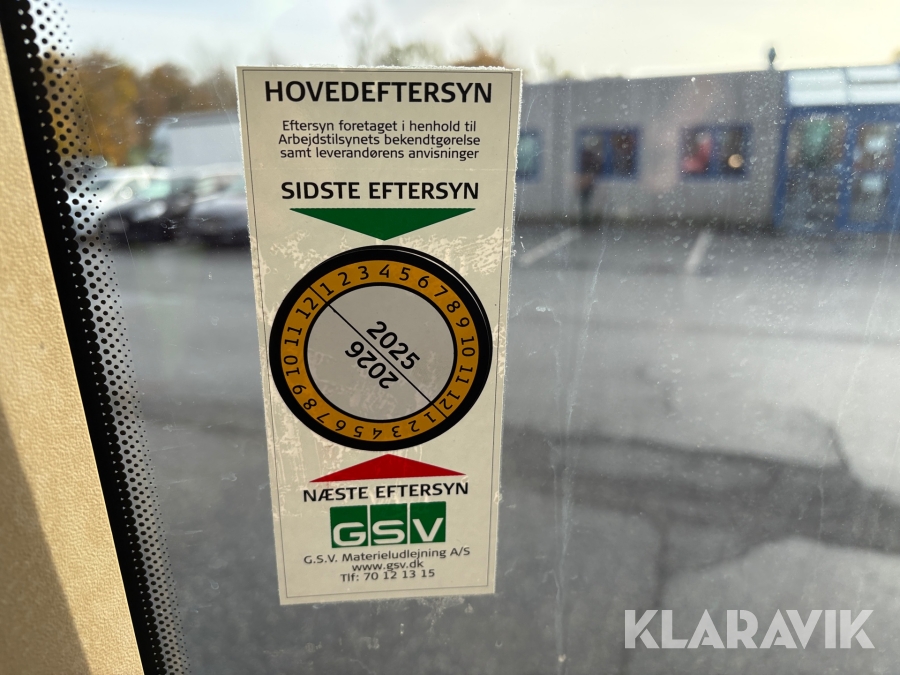 HOVEDEFTERSYN
Eftersyn foretaget i henhold til
Arbejdstilsynets bekendtgørelse
samt leverandørens anvisninger
SIDSTE EFTERSYN
1 2 3 4 5 6 7 8 9 10 11 12
2025
2026
1 2 3 4 5 6 7 8 9 10 11 12
NÆSTE EFTERSYN
GSV
G.S.V. Materieludlejning A/S
www.gsv.dk
Tlf: 70 12 13 15
KLARAVIK